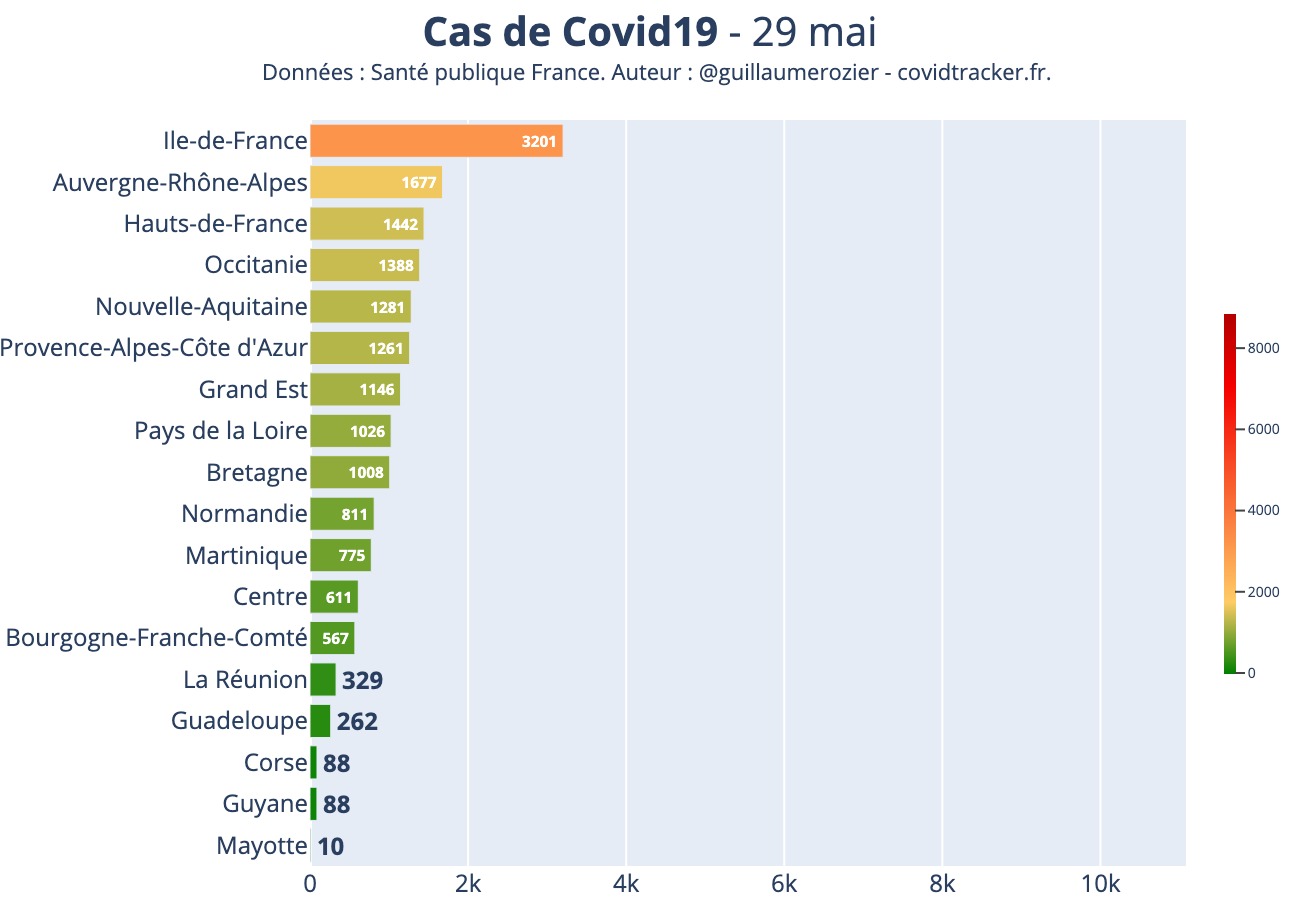 Cas de Covid19 - 29 mai
Données : Santé publique France. Auteur : @guillaumerozier - covidtracker.fr.
Ile-de-France 3201
Auvergne-Rhône-Alpes 1677
Hauts-de-France 1442
Occitanie 1388
Nouvelle-Aquitaine 1281
Provence-Alpes-Côte d'Azur 1261
Grand Est 1146
Pays de la Loire 1026
Bretagne 1008
Normandie 811
Martinique 775
Centre 611
Bourgogne-Franche-Comté 567
La Réunion 329
Guadeloupe 262
Corse 88
Guyane 88
Mayotte 10
0 2k 4k 6k 8k 10k
8000
6000
4000
2000
0